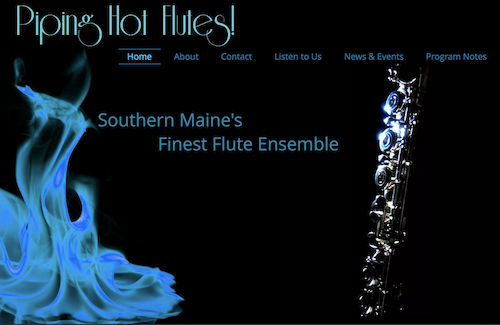 Piping Hot Flutes!
Home About Contact Listen to Us News & Events Program Notes
Southern Maine's
Finest Flute Ensemble